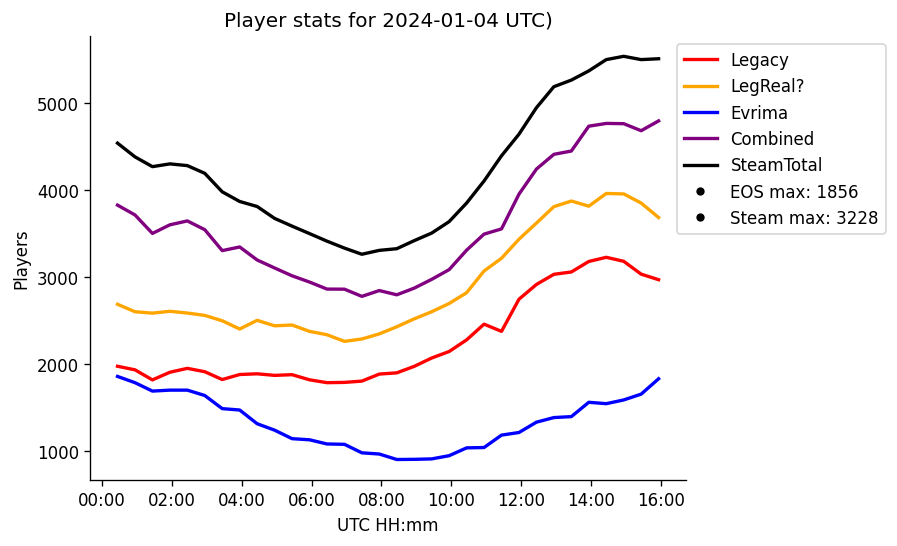 Player stats for 2024-01-04 UTC)
Legacy
LegReal?
Evrima
Combined
SteamTotal
EOS max: 1856
Steam max: 3228
Players
5000
4000
3000
2000
1000
00:00 02:00 04:00 06:00 08:00 10:00 12:00 14:00 16:00
UTC HH:mm